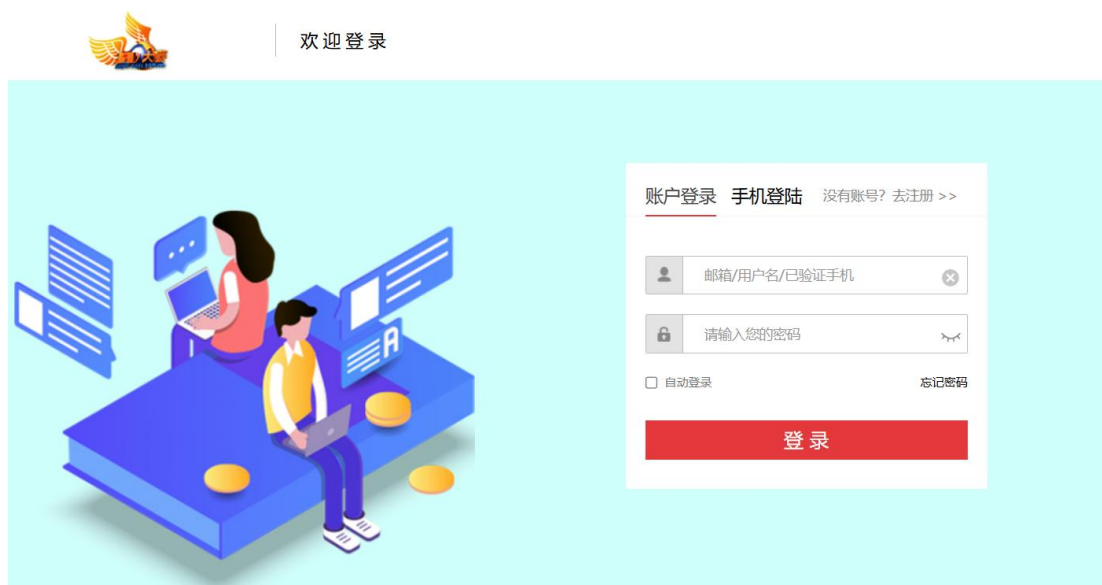 欢迎登录
账户登录 手机登陆 没有账号？去注册 >>
邮箱/用户名/已验证手机
请输入您的密码
A
自动登录 忘记密码
登录